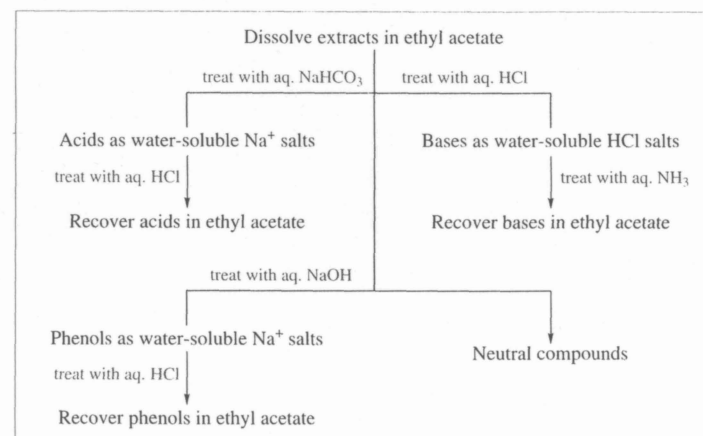 Dissolve extracts in ethyl acetate
treat with aq. NaHCO₃ treat with aq. HCl
Acids as water-soluble Na⁺ salts Bases as water-soluble HCl salts
treat with aq. HCl treat with aq. NH₃
Recover acids in ethyl acetate Recover bases in ethyl acetate
treat with aq. NaOH
Phenols as water-soluble Na⁺ salts
Neutral compounds
treat with aq. HCl
Recover phenols in ethyl acetate